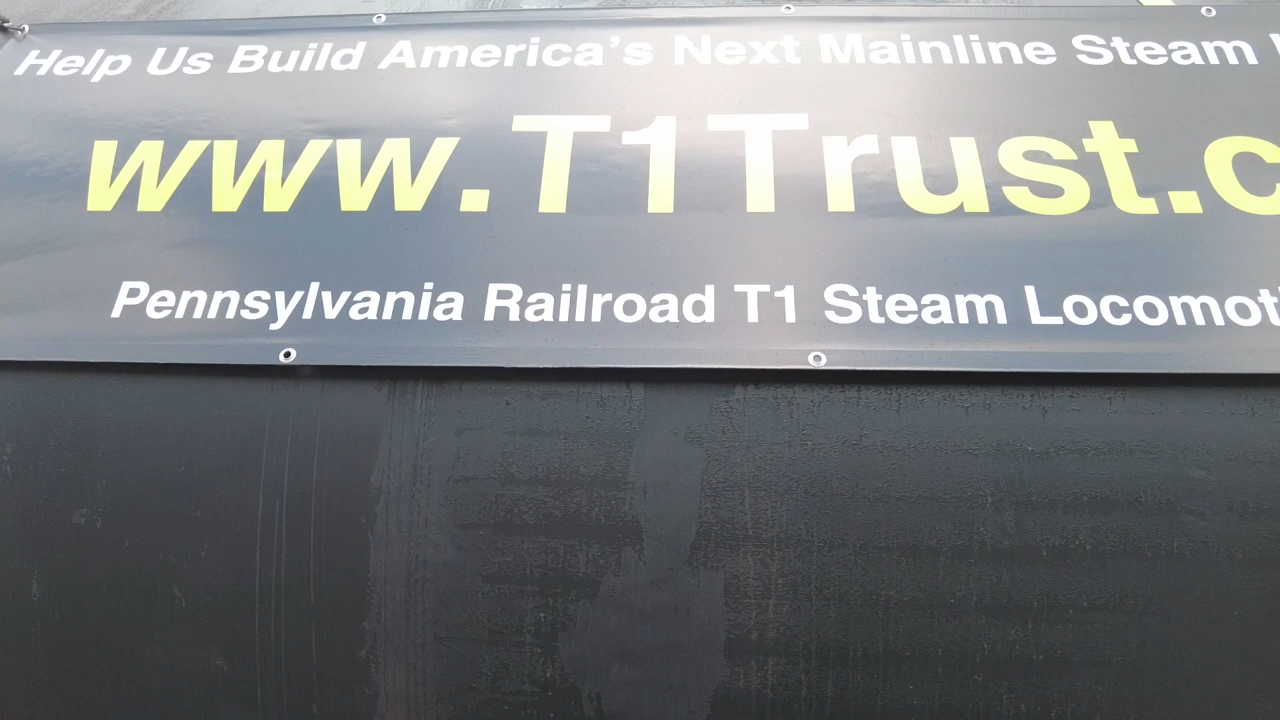 Help Us Build America's Next Mainline Steam
www.T1Trust.c
Pennsylvania Railroad T1 Steam Locomot